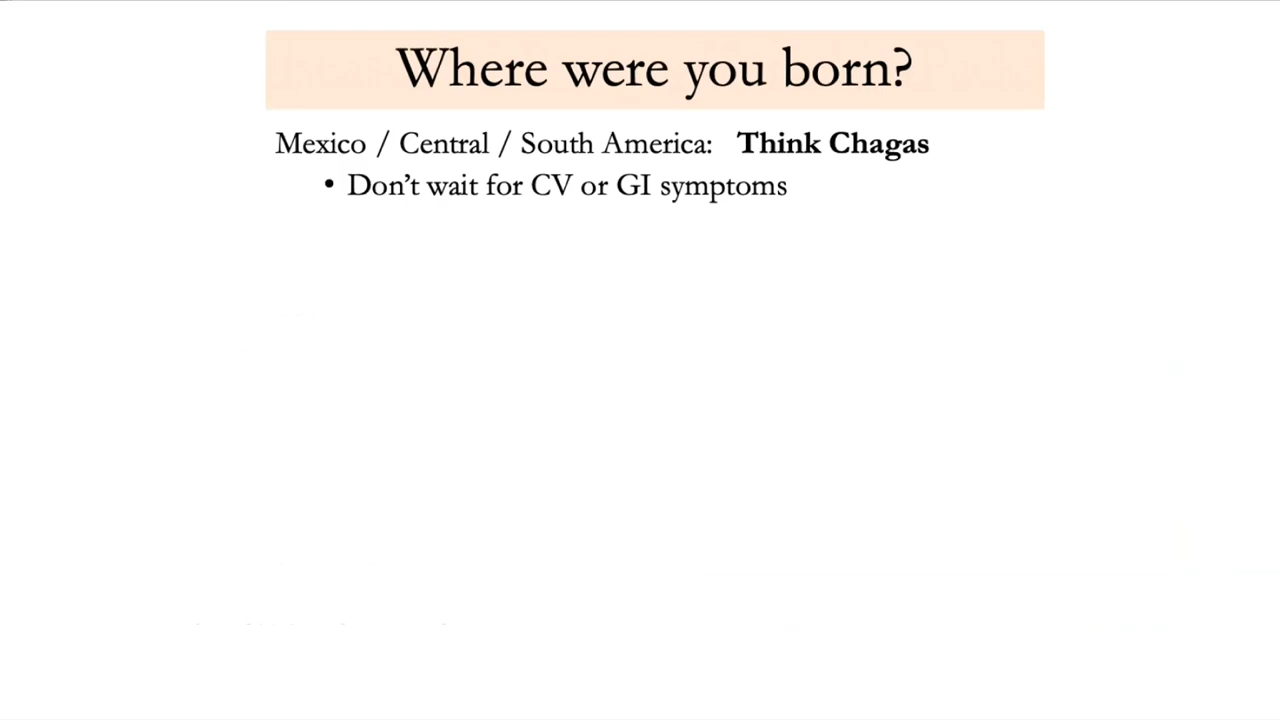 Where were you born?
Mexico / Central / South America: Think Chagas
• Don’t wait for CV or GI symptoms